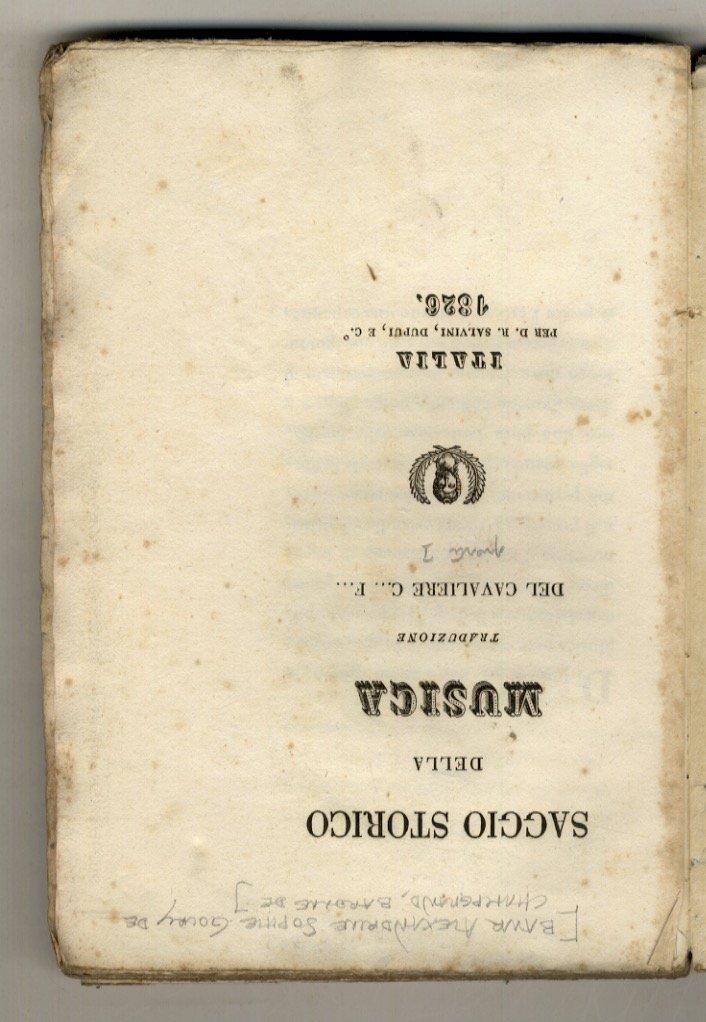 [BAWR ALEXANDRINE SOPHIE GOURY DE
CHAMPGRAND, BARONNE DE]
SAGGIO STORICO
DELLA
MUSICA
TRADUZIONE
DEL CAVALIERE C... F...
ITALIA
PER D. R. SALVINI, DUPUI, E C.°
1826.